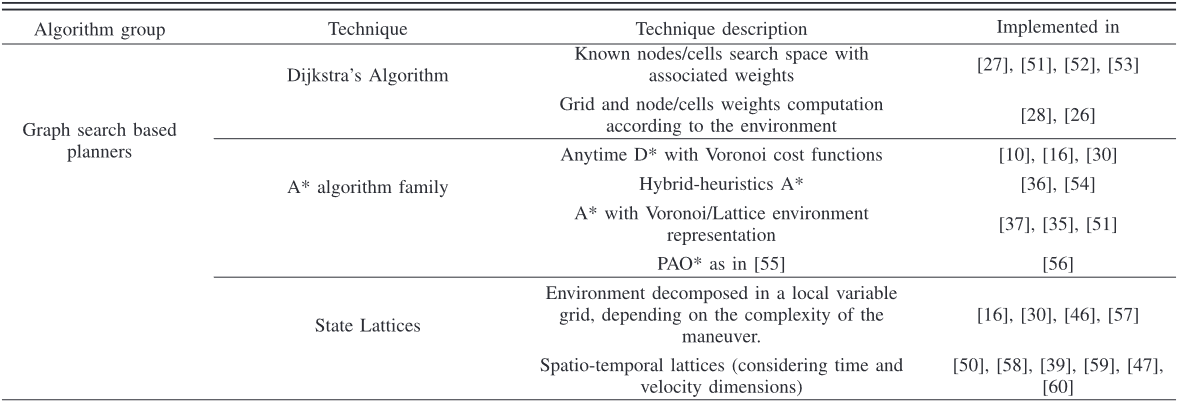 Algorithm group Technique Technique description Implemented in
Graph search based
planners
Dijkstra's Algorithm
Known nodes/cells search space with
associated weights
[27], [51], [52], [53]
Grid and node/cells weights computation
according to the environment
[28], [26]
A* algorithm family
Anytime D* with Voronoi cost functions
[10], [16], [30]
Hybrid-heuristics A*
[36], [54]
A* with Voronoi/Lattice environment
representation
[37], [35], [51]
PAO* as in [55]
[56]
State Lattices
Environment decomposed in a local variable
grid, depending on the complexity of the
maneuver.
[16], [30], [46], [57]
Spatio-temporal lattices (considering time and
velocity dimensions)
[50], [58], [39], [59], [47],
[60]